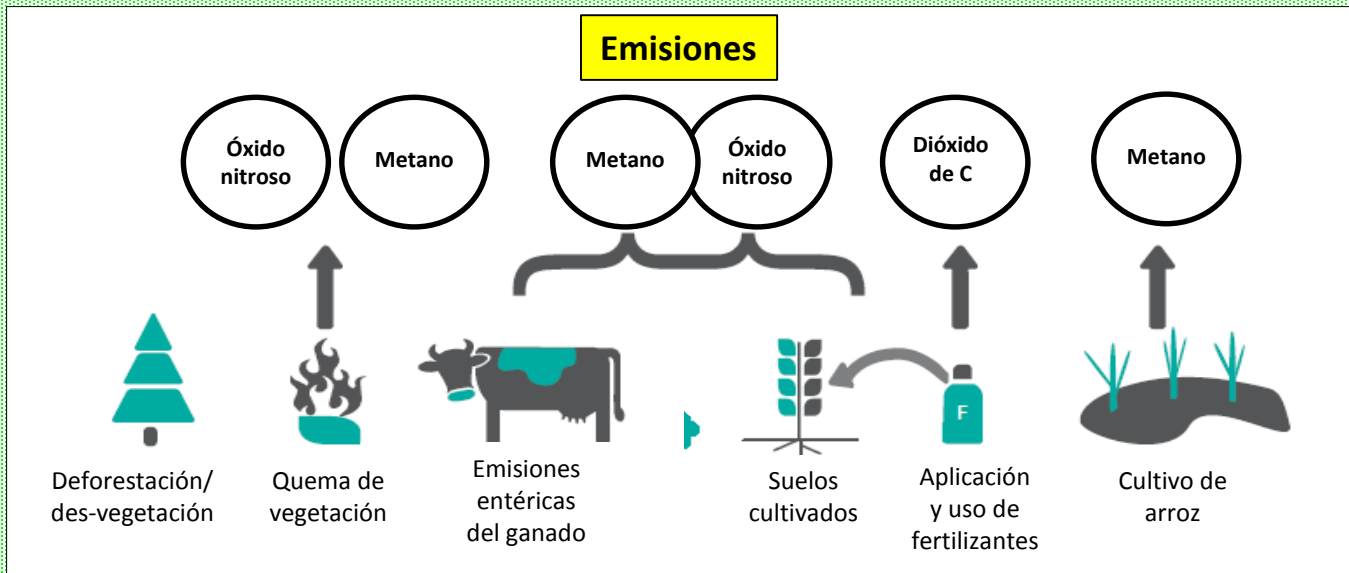 Emisiones
Óxido
nitroso
Metano
Metano
Óxido
nitroso
Dióxido
de C
Metano
F
Deforestación/
des-vegetación
Quema de
vegetación
Emisiones
entéricas
del ganado
Suelos
cultivados
Aplicación
y uso de
fertilizantes
Cultivo de
arroz